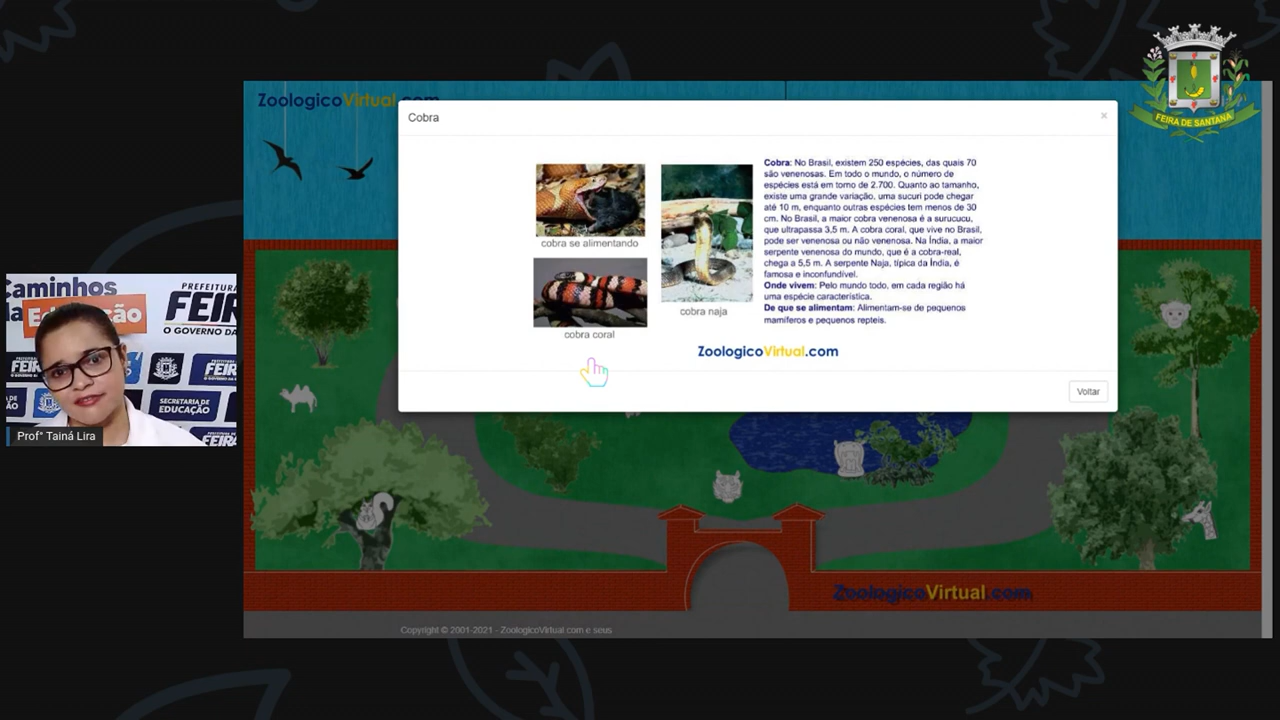 FEIRA DE SANTANA
ZoologicoVirtual.com
Cobra
Cobra: No Brasil, existem 250 espécies, das quais 70
são venenosas. Em todo o mundo, o número de
espécies está em torno de 2.700. Quanto ao tamanho,
existe uma grande variação, uma sucuri pode chegar
até 10 m, enquanto outras espécies tem menos de 30
cm. No Brasil, a maior cobra venenosa é a surucucu,
que ultrapassa 3,5 m. A cobra coral, que vive no Brasil,
pode ser venenosa ou não venenosa. Na Índia, a maior
serpente venenosa do mundo, que é a cobra-real,
chega a 5,5 m. A serpente Naja, típica da Índia, é
famosa e inconfundível.
Onde vivem: Pelo mundo todo, em cada região há
uma espécie característica.
De que se alimentam: Alimentam-se de pequenos
mamíferos e pequenos repteis.
cobra se alimentando
cobra naja
cobra coral
ZoologicoVirtual.com
Voltar
Caminhos
da Educação
PREFEITURA
FEIR
O GOVERNO DA
FEIR
SECRETARIA DE
EDUCAÇÃO
Profª Tainá Lira
ZoologicoVirtual.com
Copyright © 2001-2021 - ZoologicoVirtual.com e seus